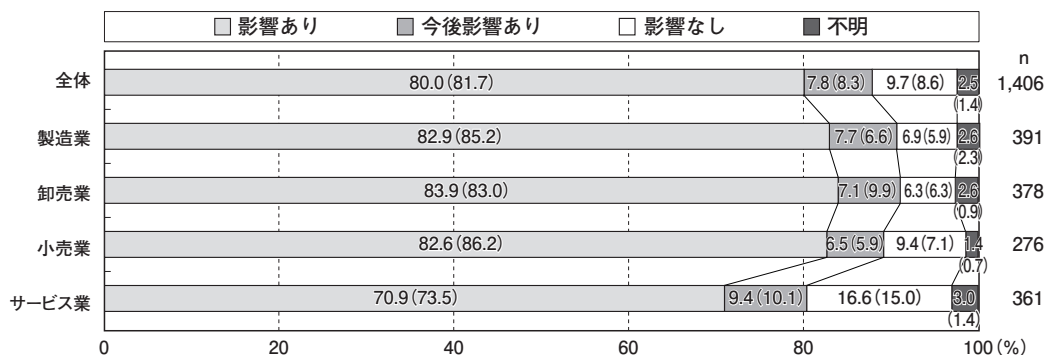 影響あり 今後影響あり 影響なし 不明
n
全体 80.0(81.7) 7.8(8.3) 9.7(8.6) 2.5 1,406
(1.4)
製造業 82.9(85.2) 7.7(6.6) 6.9(5.9) 2.6 391
(2.3)
卸売業 83.9(83.0) 7.1(9.9) 6.3(6.3) 2.6 378
(0.9)
小売業 82.6(86.2) 6.5(5.9) 9.4(7.1) 1.4 276
(0.7)
サービス業 70.9(73.5) 9.4(10.1) 16.6(15.0) 3.0 361
(1.4)
0 20 40 60 80 100(%)